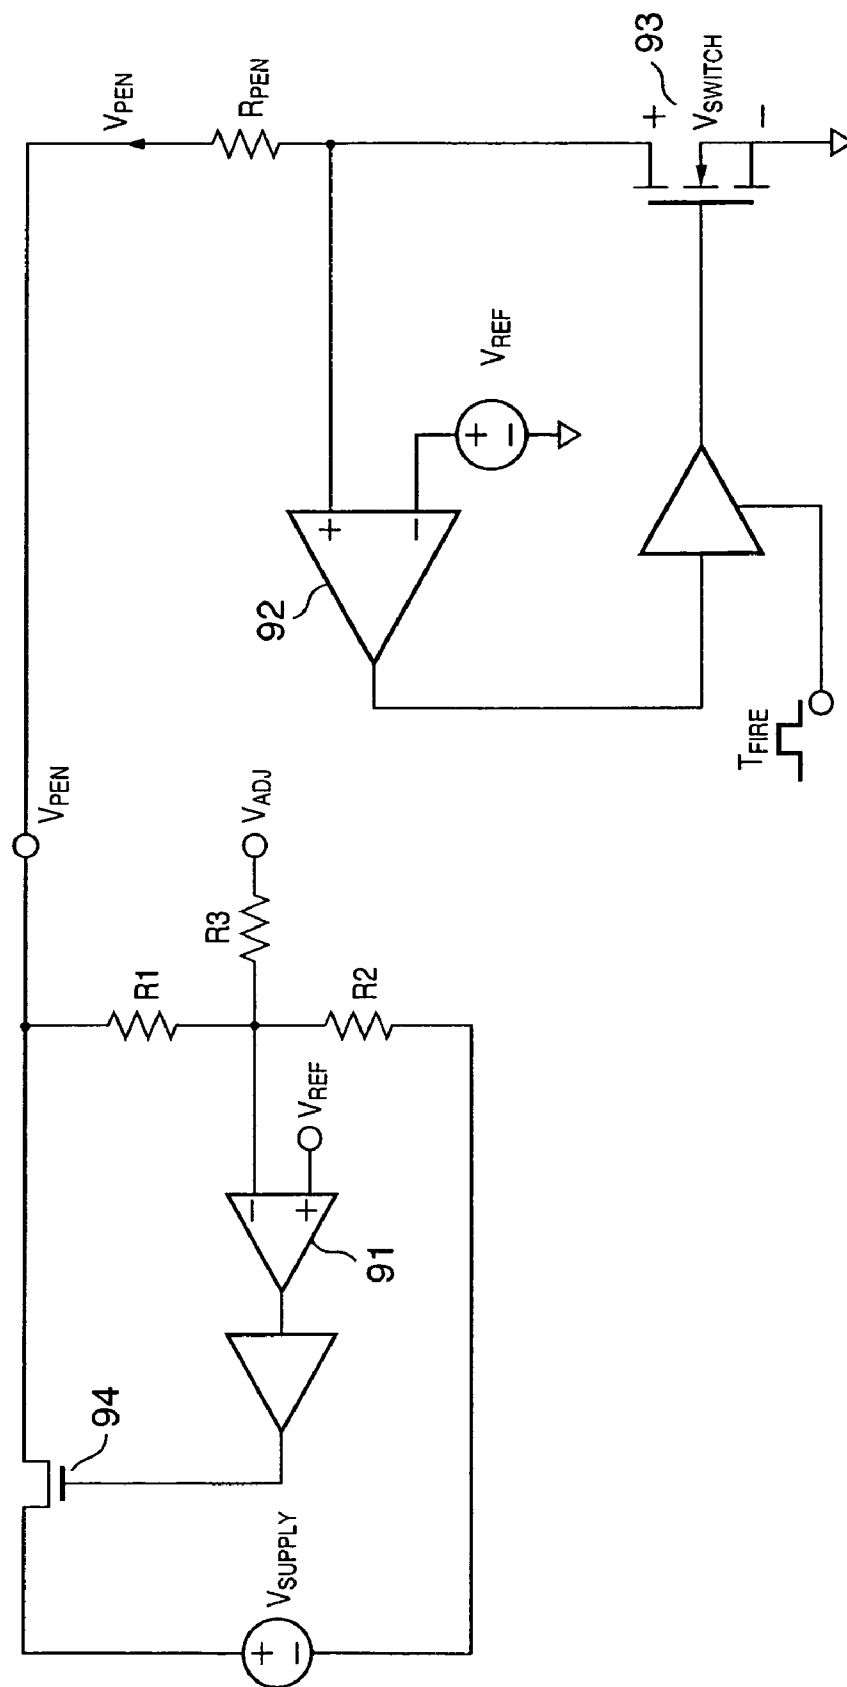 VSUPPLY
+
−
94
91
−
+
VREF
R1
R2
R3
VADJ
VPEN
TFIRE
92
+
−
VREF
+
−
VPEN
RPEN
93
+
VSWITCH
−